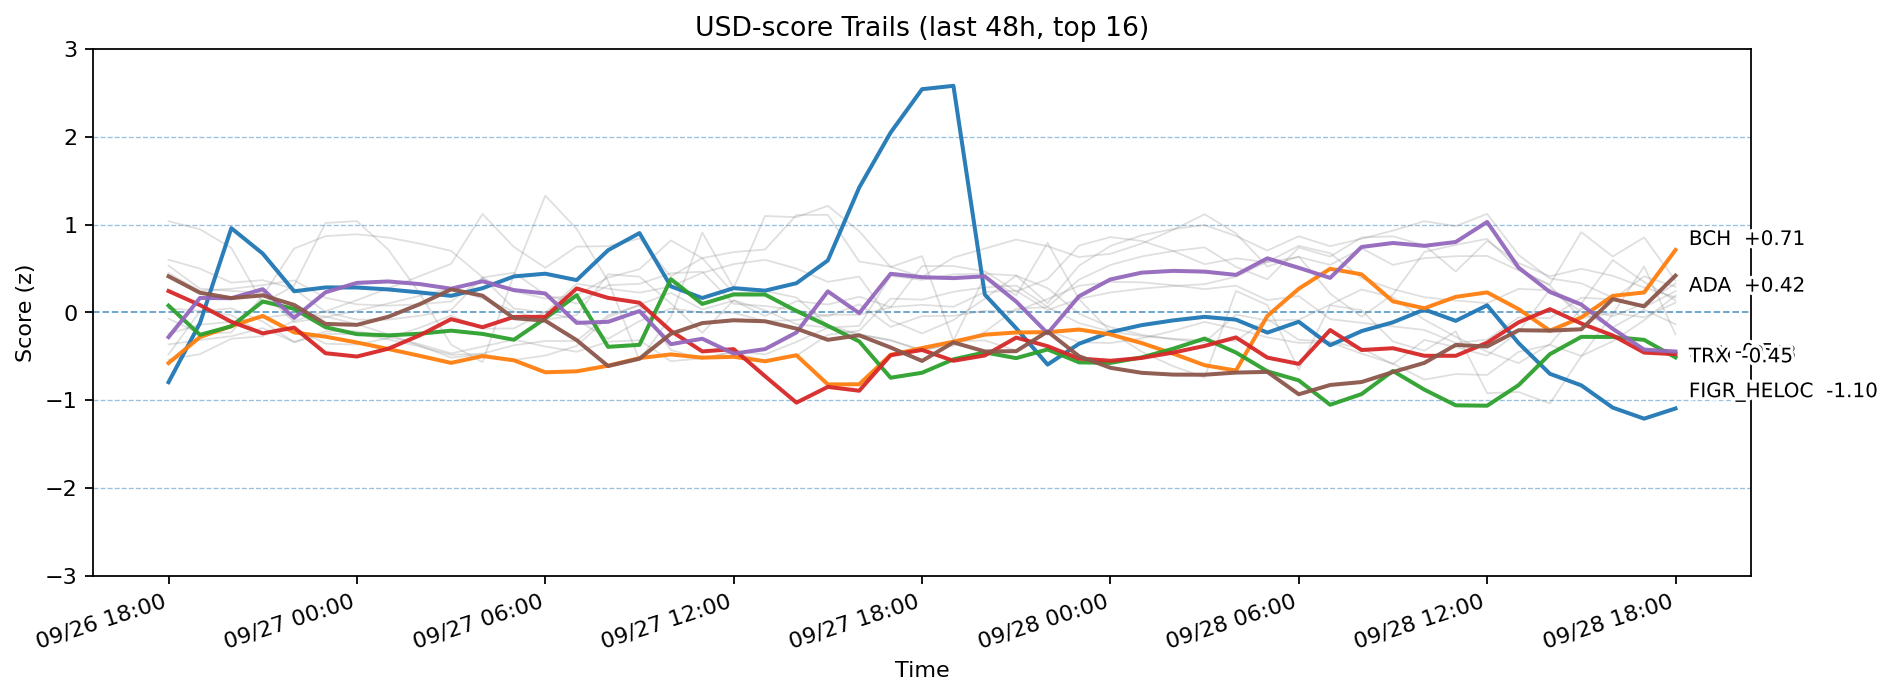 USD-score Trails (last 48h, top 16)
3
2
1
0
−1
−2
−3
Score (z)
BCH +0.71
ADA +0.42
TRX -0.45
FIGR_HELOC -1.10
09/26 18:00
09/27 00:00
09/27 06:00
09/27 12:00
09/27 18:00
09/28 00:00
09/28 06:00
09/28 12:00
09/28 18:00
Time